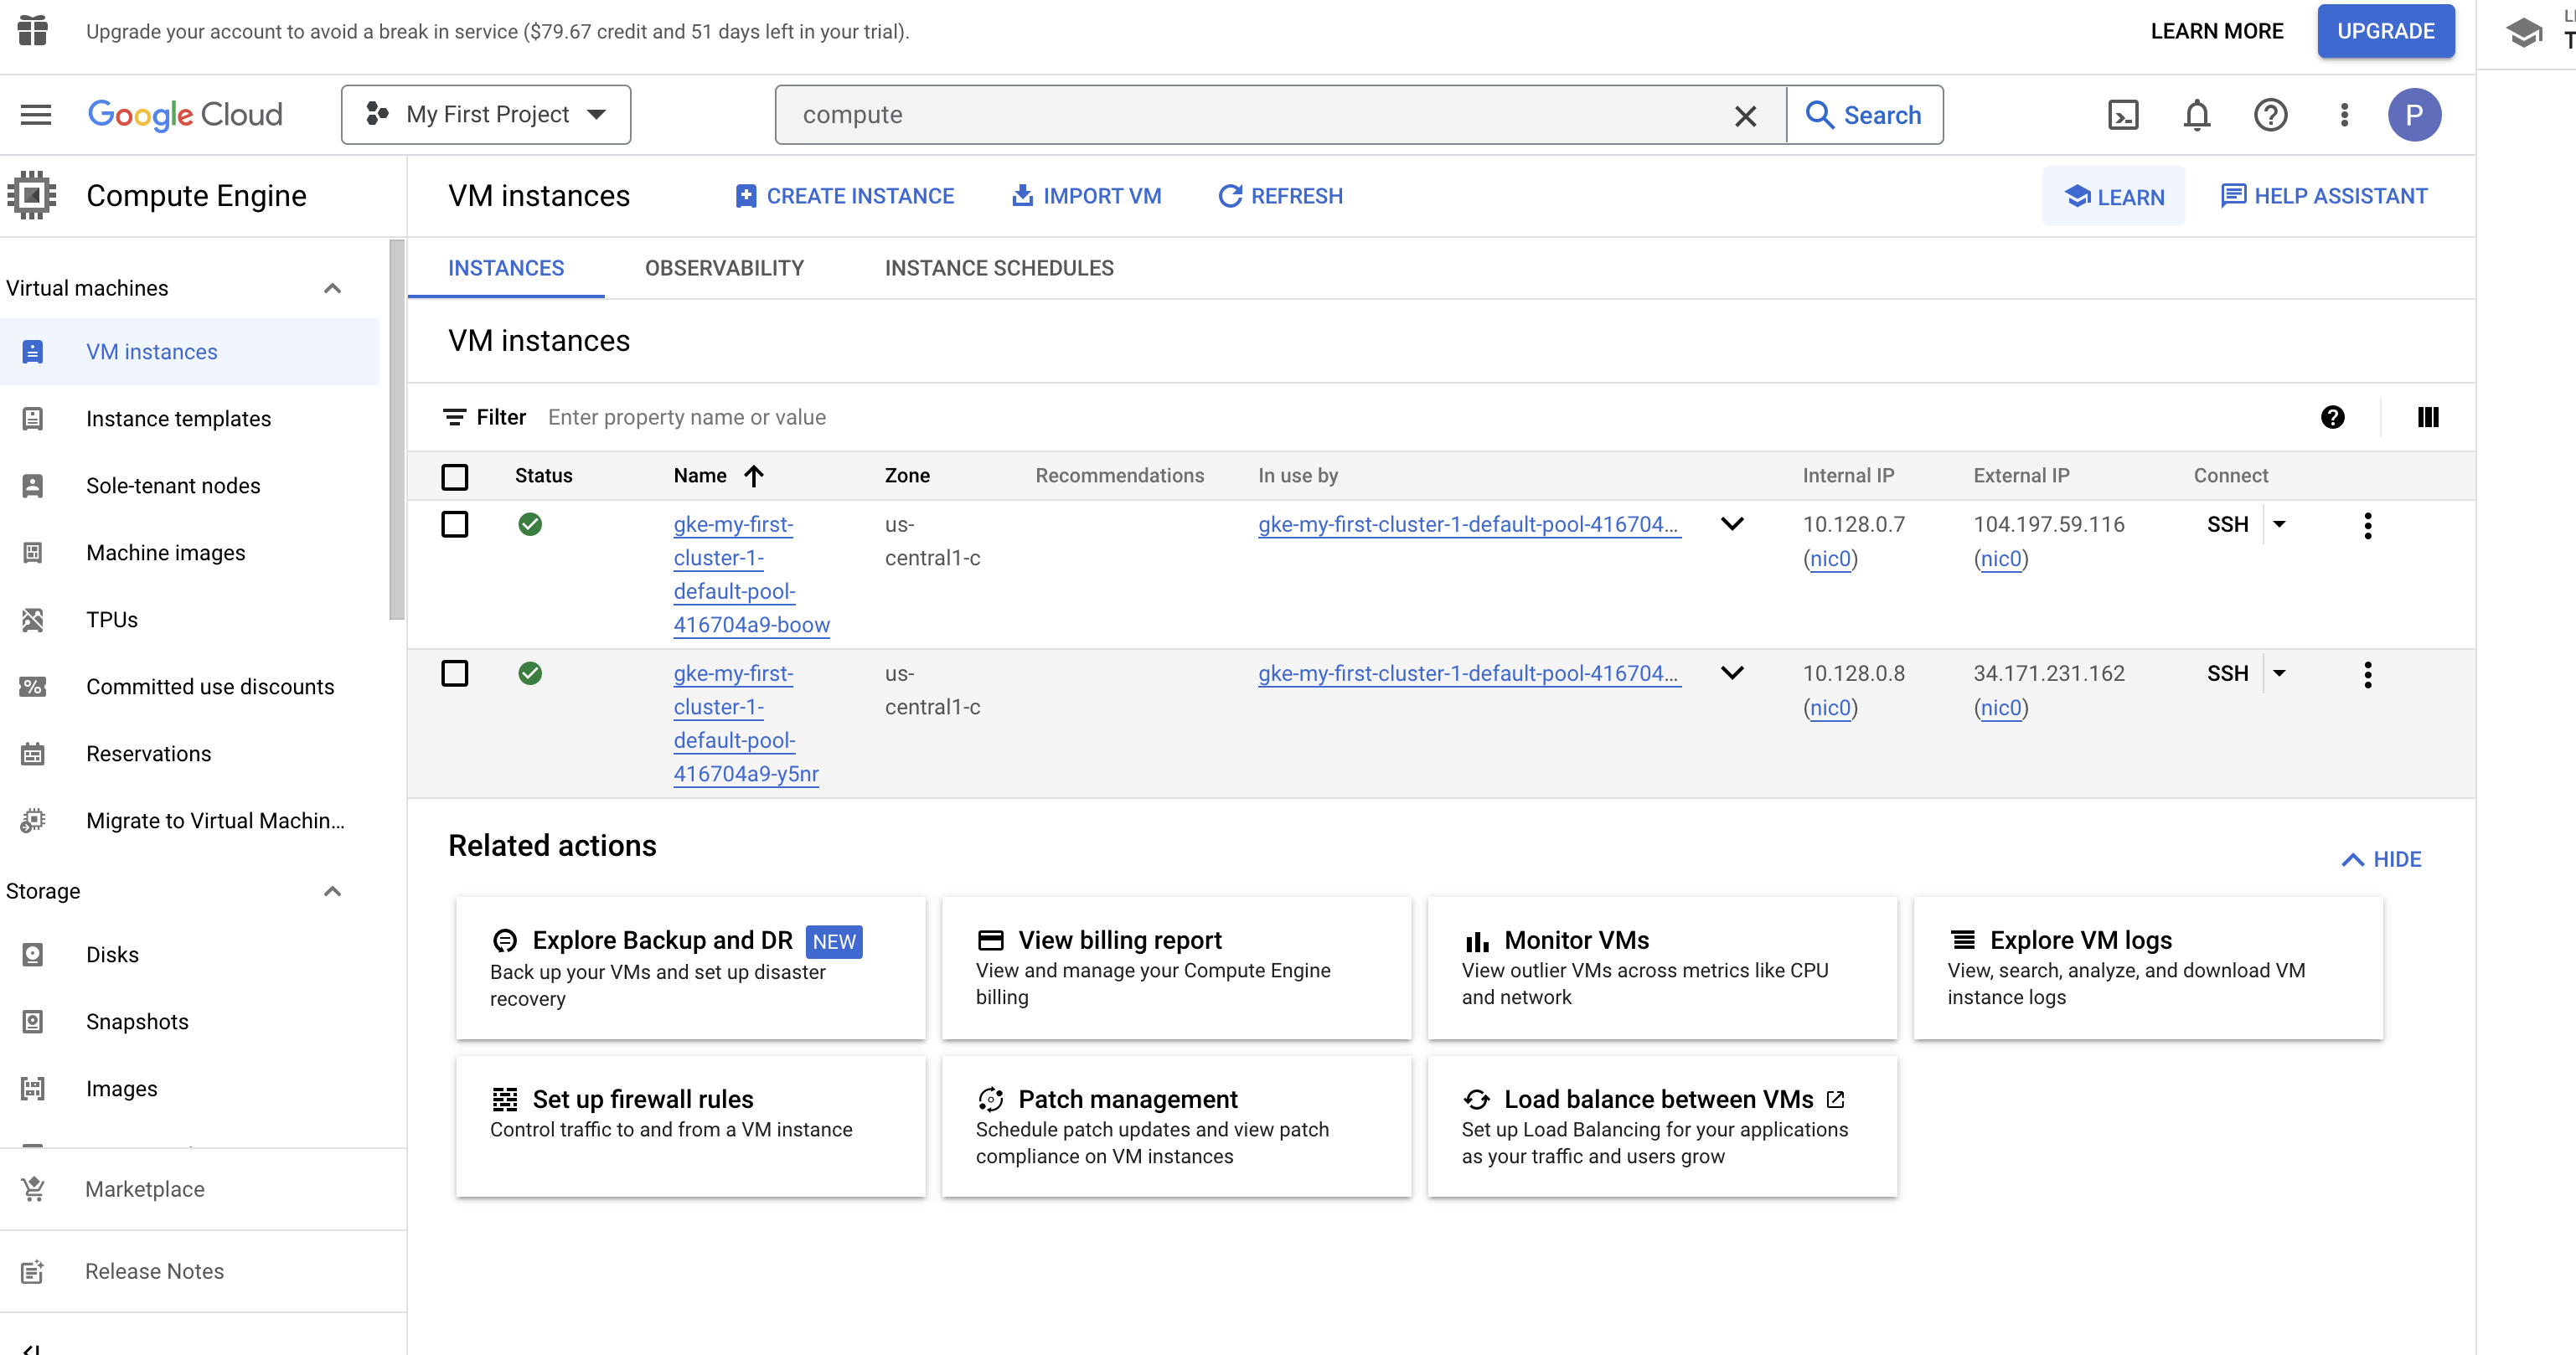 Upgrade your account to avoid a break in service ($79.67 credit and 51 days left in your trial).
LEARN MORE
UPGRADE
Google Cloud
My First Project
compute
Search
P
Compute Engine
VM instances
CREATE INSTANCE
IMPORT VM
REFRESH
LEARN
HELP ASSISTANT
Virtual machines
VM instances
Instance templates
Sole-tenant nodes
Machine images
TPUs
Committed use discounts
Reservations
Migrate to Virtual Machin...
Storage
Disks
Snapshots
Images
Marketplace
Release Notes
INSTANCES
OBSERVABILITY
INSTANCE SCHEDULES
VM instances
Filter Enter property name or value
Status Name Zone Recommendations In use by Internal IP External IP Connect
gke-my-first-
cluster-1-
default-pool-
416704a9-boow
us-
central1-c
gke-my-first-cluster-1-default-pool-416704...
10.128.0.7
(nic0)
104.197.59.116
(nic0)
SSH
gke-my-first-
cluster-1-
default-pool-
416704a9-y5nr
us-
central1-c
gke-my-first-cluster-1-default-pool-416704...
10.128.0.8
(nic0)
34.171.231.162
(nic0)
SSH
Related actions
HIDE
Explore Backup and DR NEW
Back up your VMs and set up disaster
recovery
View billing report
View and manage your Compute Engine
billing
Monitor VMs
View outlier VMs across metrics like CPU
and network
Explore VM logs
View, search, analyze, and download VM
instance logs
Set up firewall rules
Control traffic to and from a VM instance
Patch management
Schedule patch updates and view patch
compliance on VM instances
Load balance between VMs
Set up Load Balancing for your applications
as your traffic and users grow